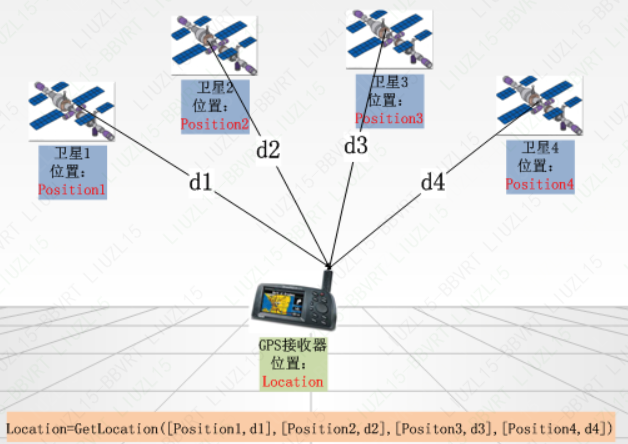 卫星1
位置:
Position1
卫星2
位置:
Position2
卫星3
位置:
Position3
卫星4
位置:
Position4
d1
d2
d3
d4
GPS接收器
位置:
Location
Location=GetLocation([Position1,d1],[Position2,d2],[Positon3,d3],[Position4,d4])
LIUZL15-BBVRT